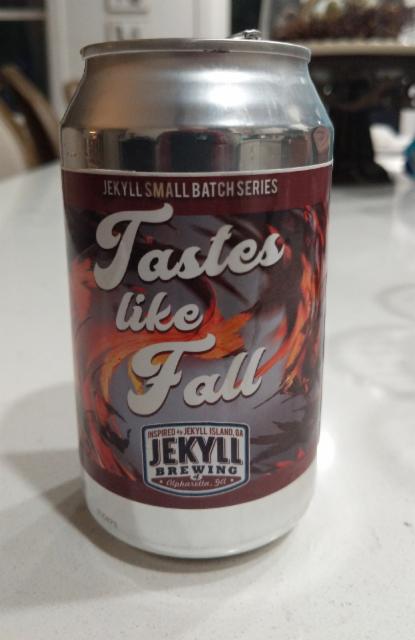 JEKYLL SMALL BATCH SERIES
Tastes
like
Fall
INSPIRED by JEKYLL ISLAND, GA
JEKYLL
BREWING
Alpharetta, GA